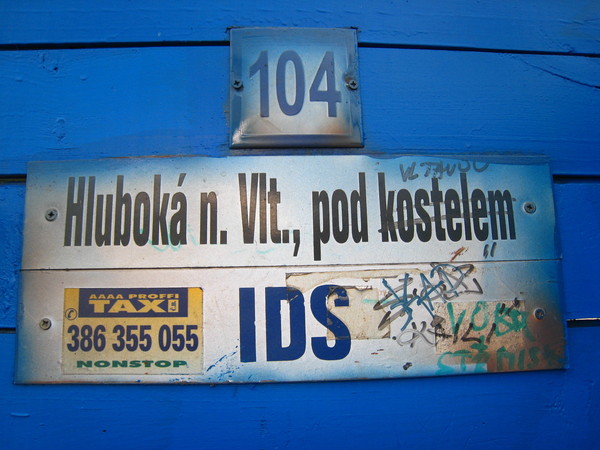 104
Hluboká n. Vlt., pod kostelem
AAAA PROFFI
TAXI
386 355 055
NONSTOP
IDS